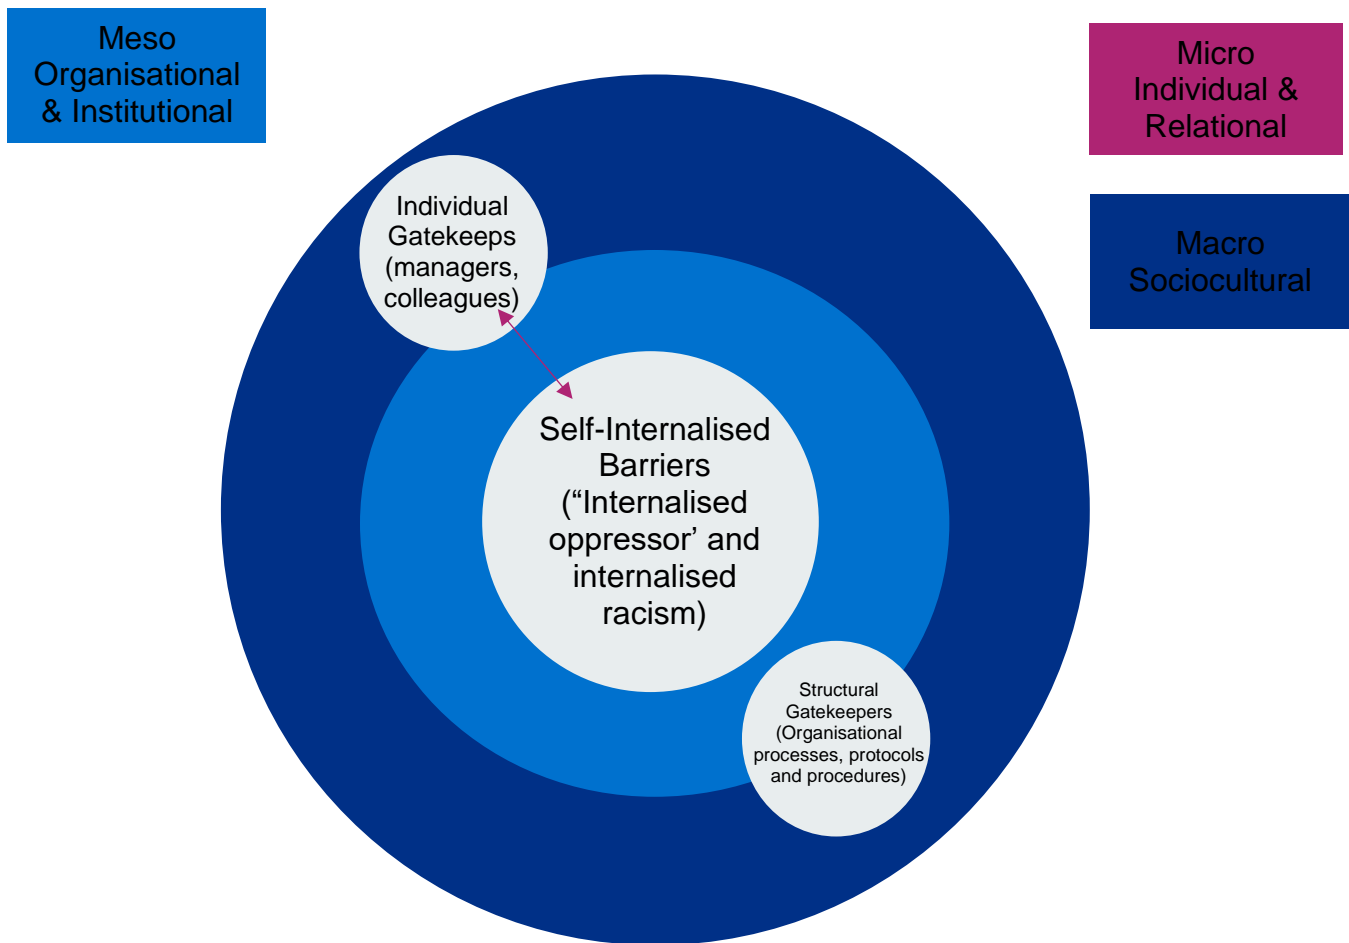 Meso
Organisational
& Institutional
Micro
Individual &
Relational
Macro
Sociocultural
Individual
Gatekeeps
(managers,
colleagues)
Self-Internalised
Barriers
(“Internalised
oppressor’ and
internalised
racism)
Structural
Gatekeepers
(Organisational
processes, protocols
and procedures)